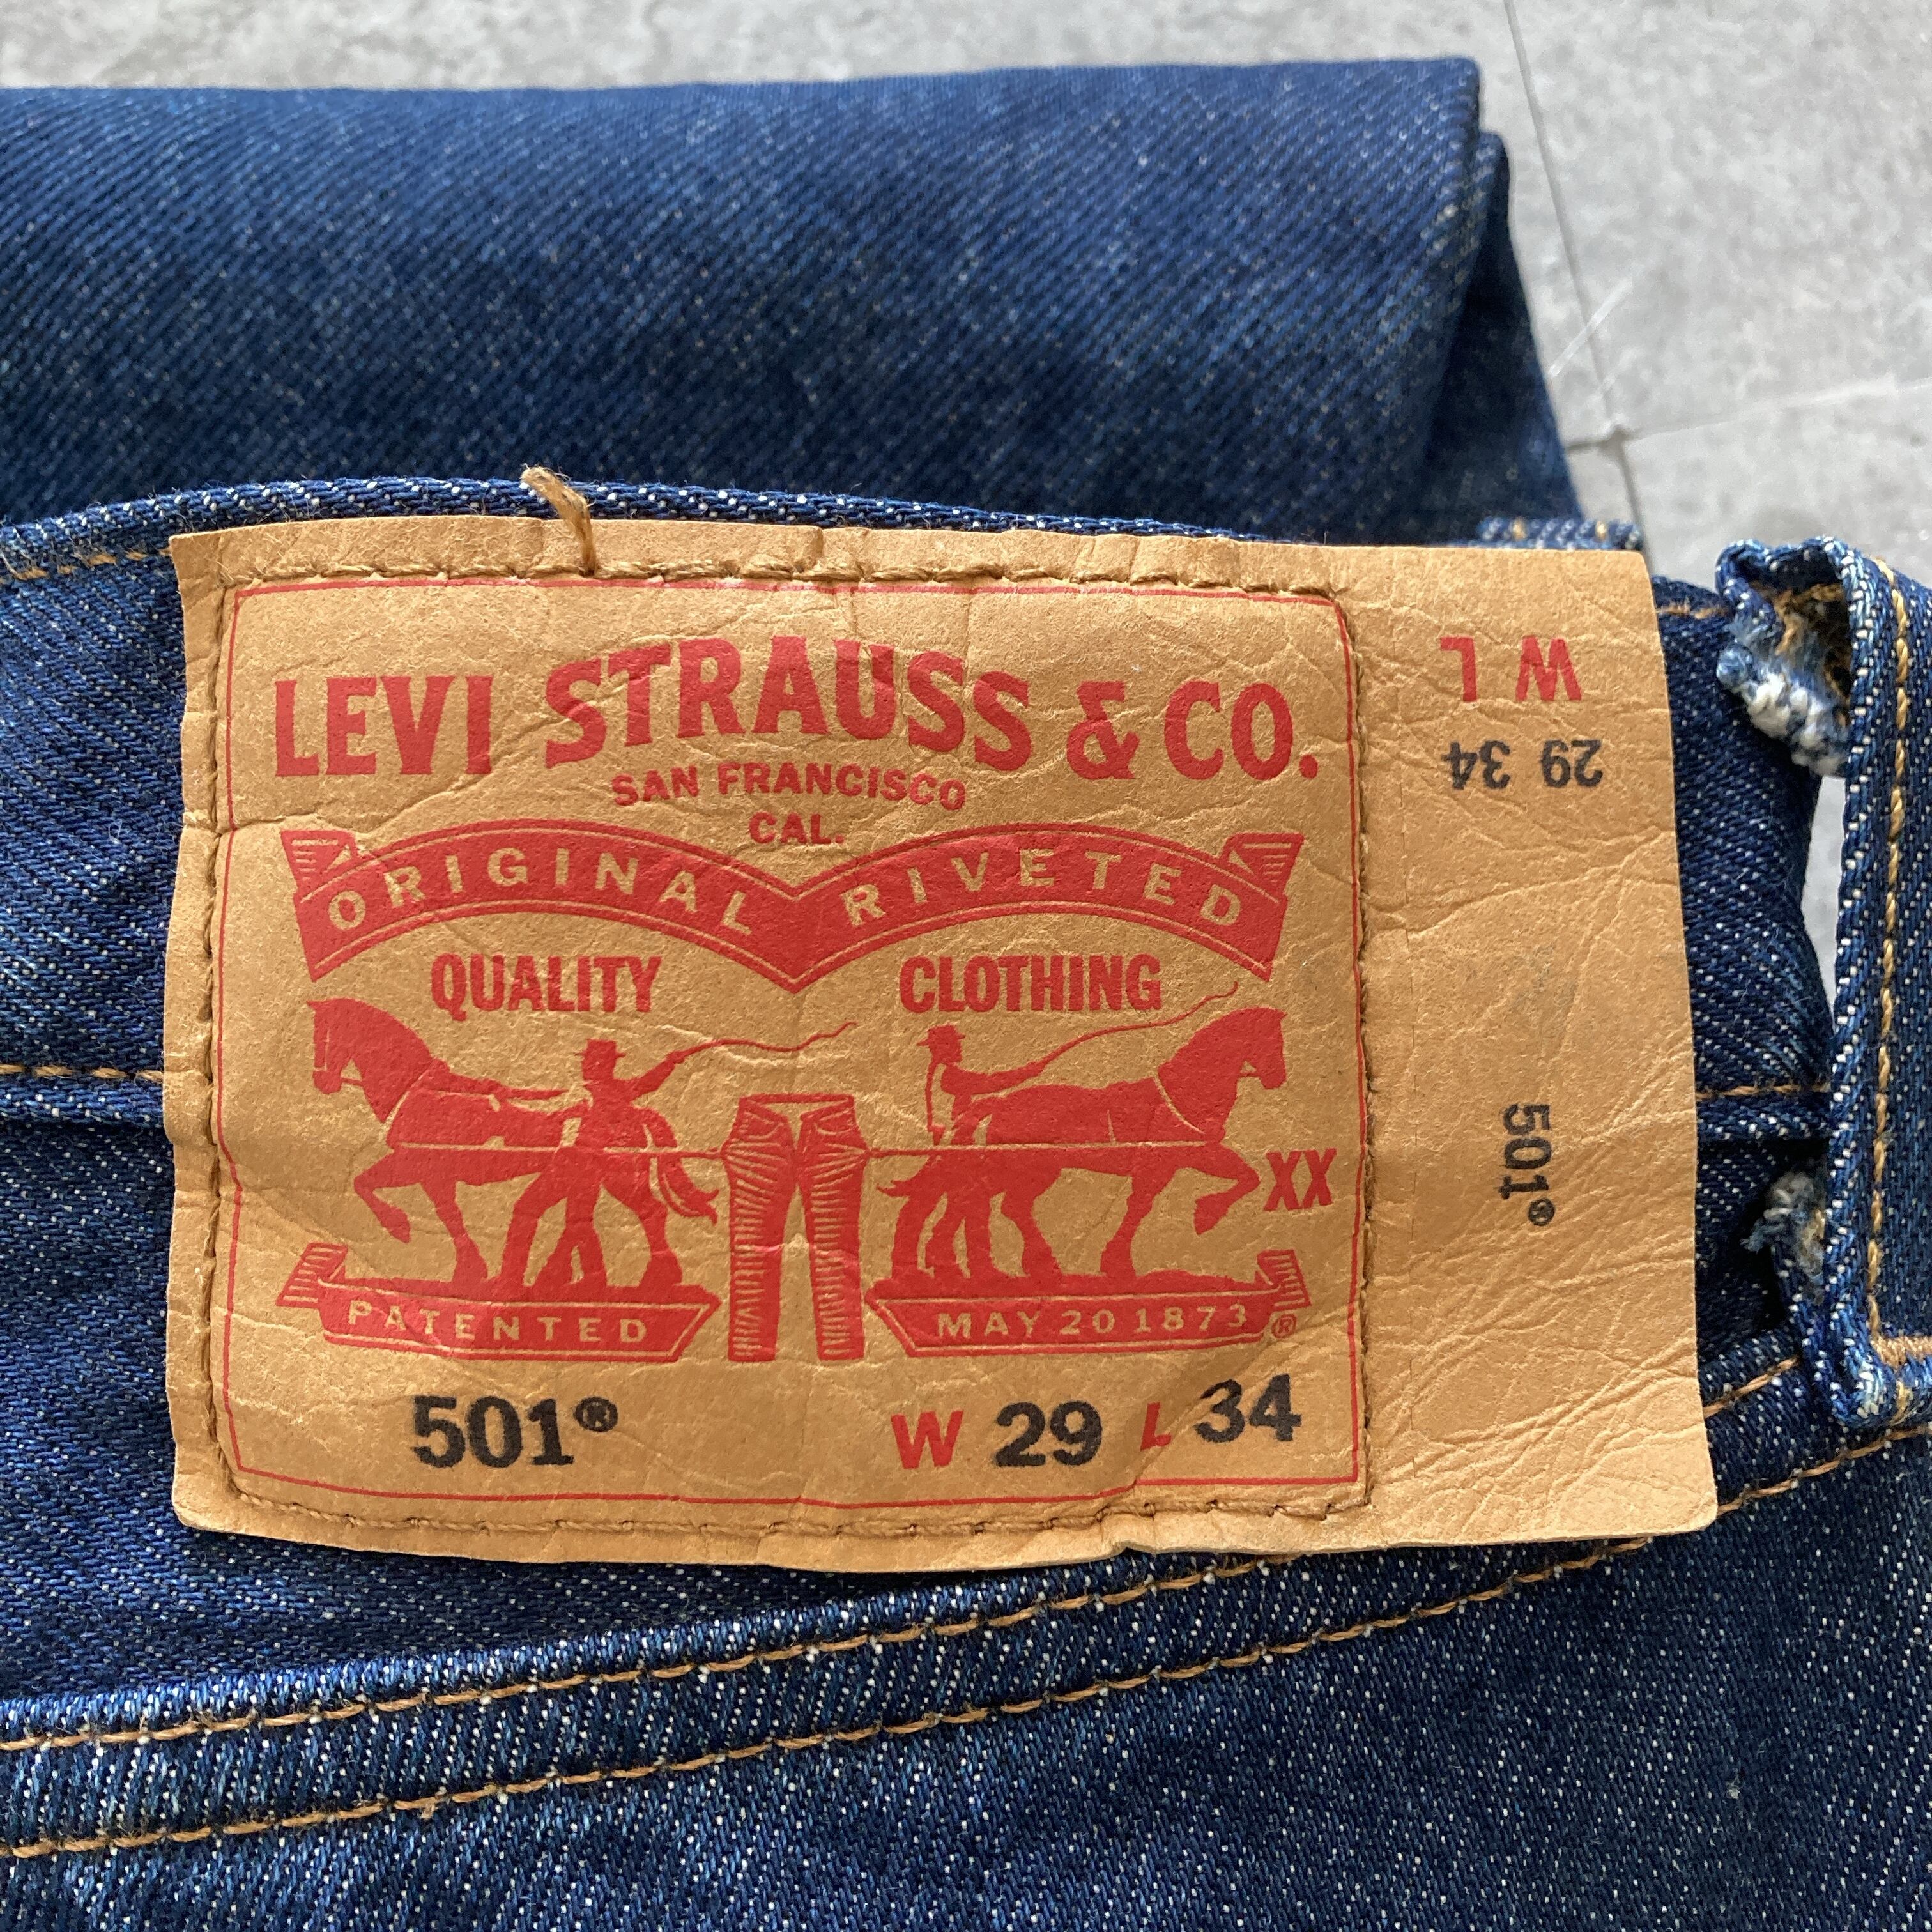 LEVI STRAUSS & CO.
SAN FRANCISCO
CAL.
ORIGINAL RIVETED
QUALITY CLOTHING
XX
PATENTED MAY 20 1873 ®
501® W 29 L 34
W L
29 34
501®